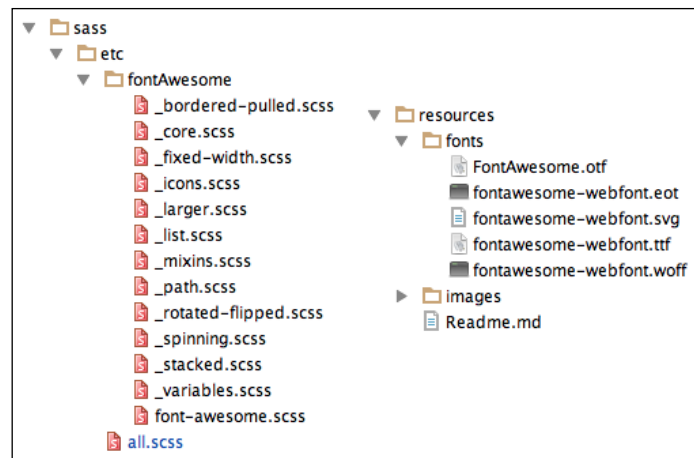 sass
etc
fontAwesome
_bordered-pulled.scss
_core.scss
_fixed-width.scss
_icons.scss
_larger.scss
_list.scss
_mixins.scss
_path.scss
_rotated-flipped.scss
_spinning.scss
_stacked.scss
_variables.scss
font-awesome.scss
all.scss
resources
fonts
FontAwesome.otf
fontawesome-webfont.eot
fontawesome-webfont.svg
fontawesome-webfont.ttf
fontawesome-webfont.woff
images
Readme.md